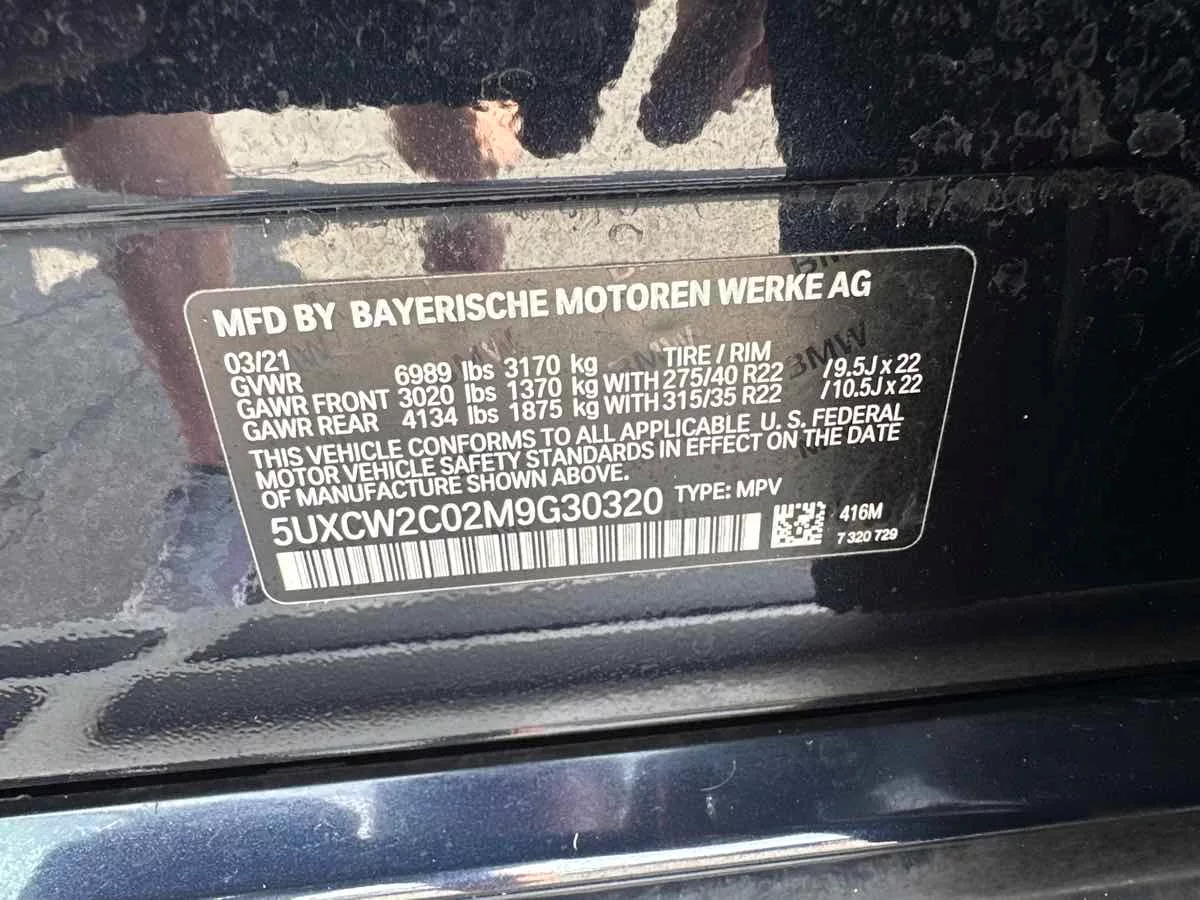 MFD BY BAYERISCHE MOTOREN WERKE AG
03/21 TIRE / RIM
GVWR 6989 lbs 3170 kg
GAWR FRONT 3020 lbs 1370 kg WITH 275/40 R22 /9.5J x 22
GAWR REAR 4134 lbs 1875 kg WITH 315/35 R22 /10.5J x 22
THIS VEHICLE CONFORMS TO ALL APPLICABLE U. S. FEDERAL
MOTOR VEHICLE SAFETY STANDARDS IN EFFECT ON THE DATE
OF MANUFACTURE SHOWN ABOVE.
5UXCW2C02M9G30320 TYPE: MPV
416M
7 320 729
BMW
BMW
BMW